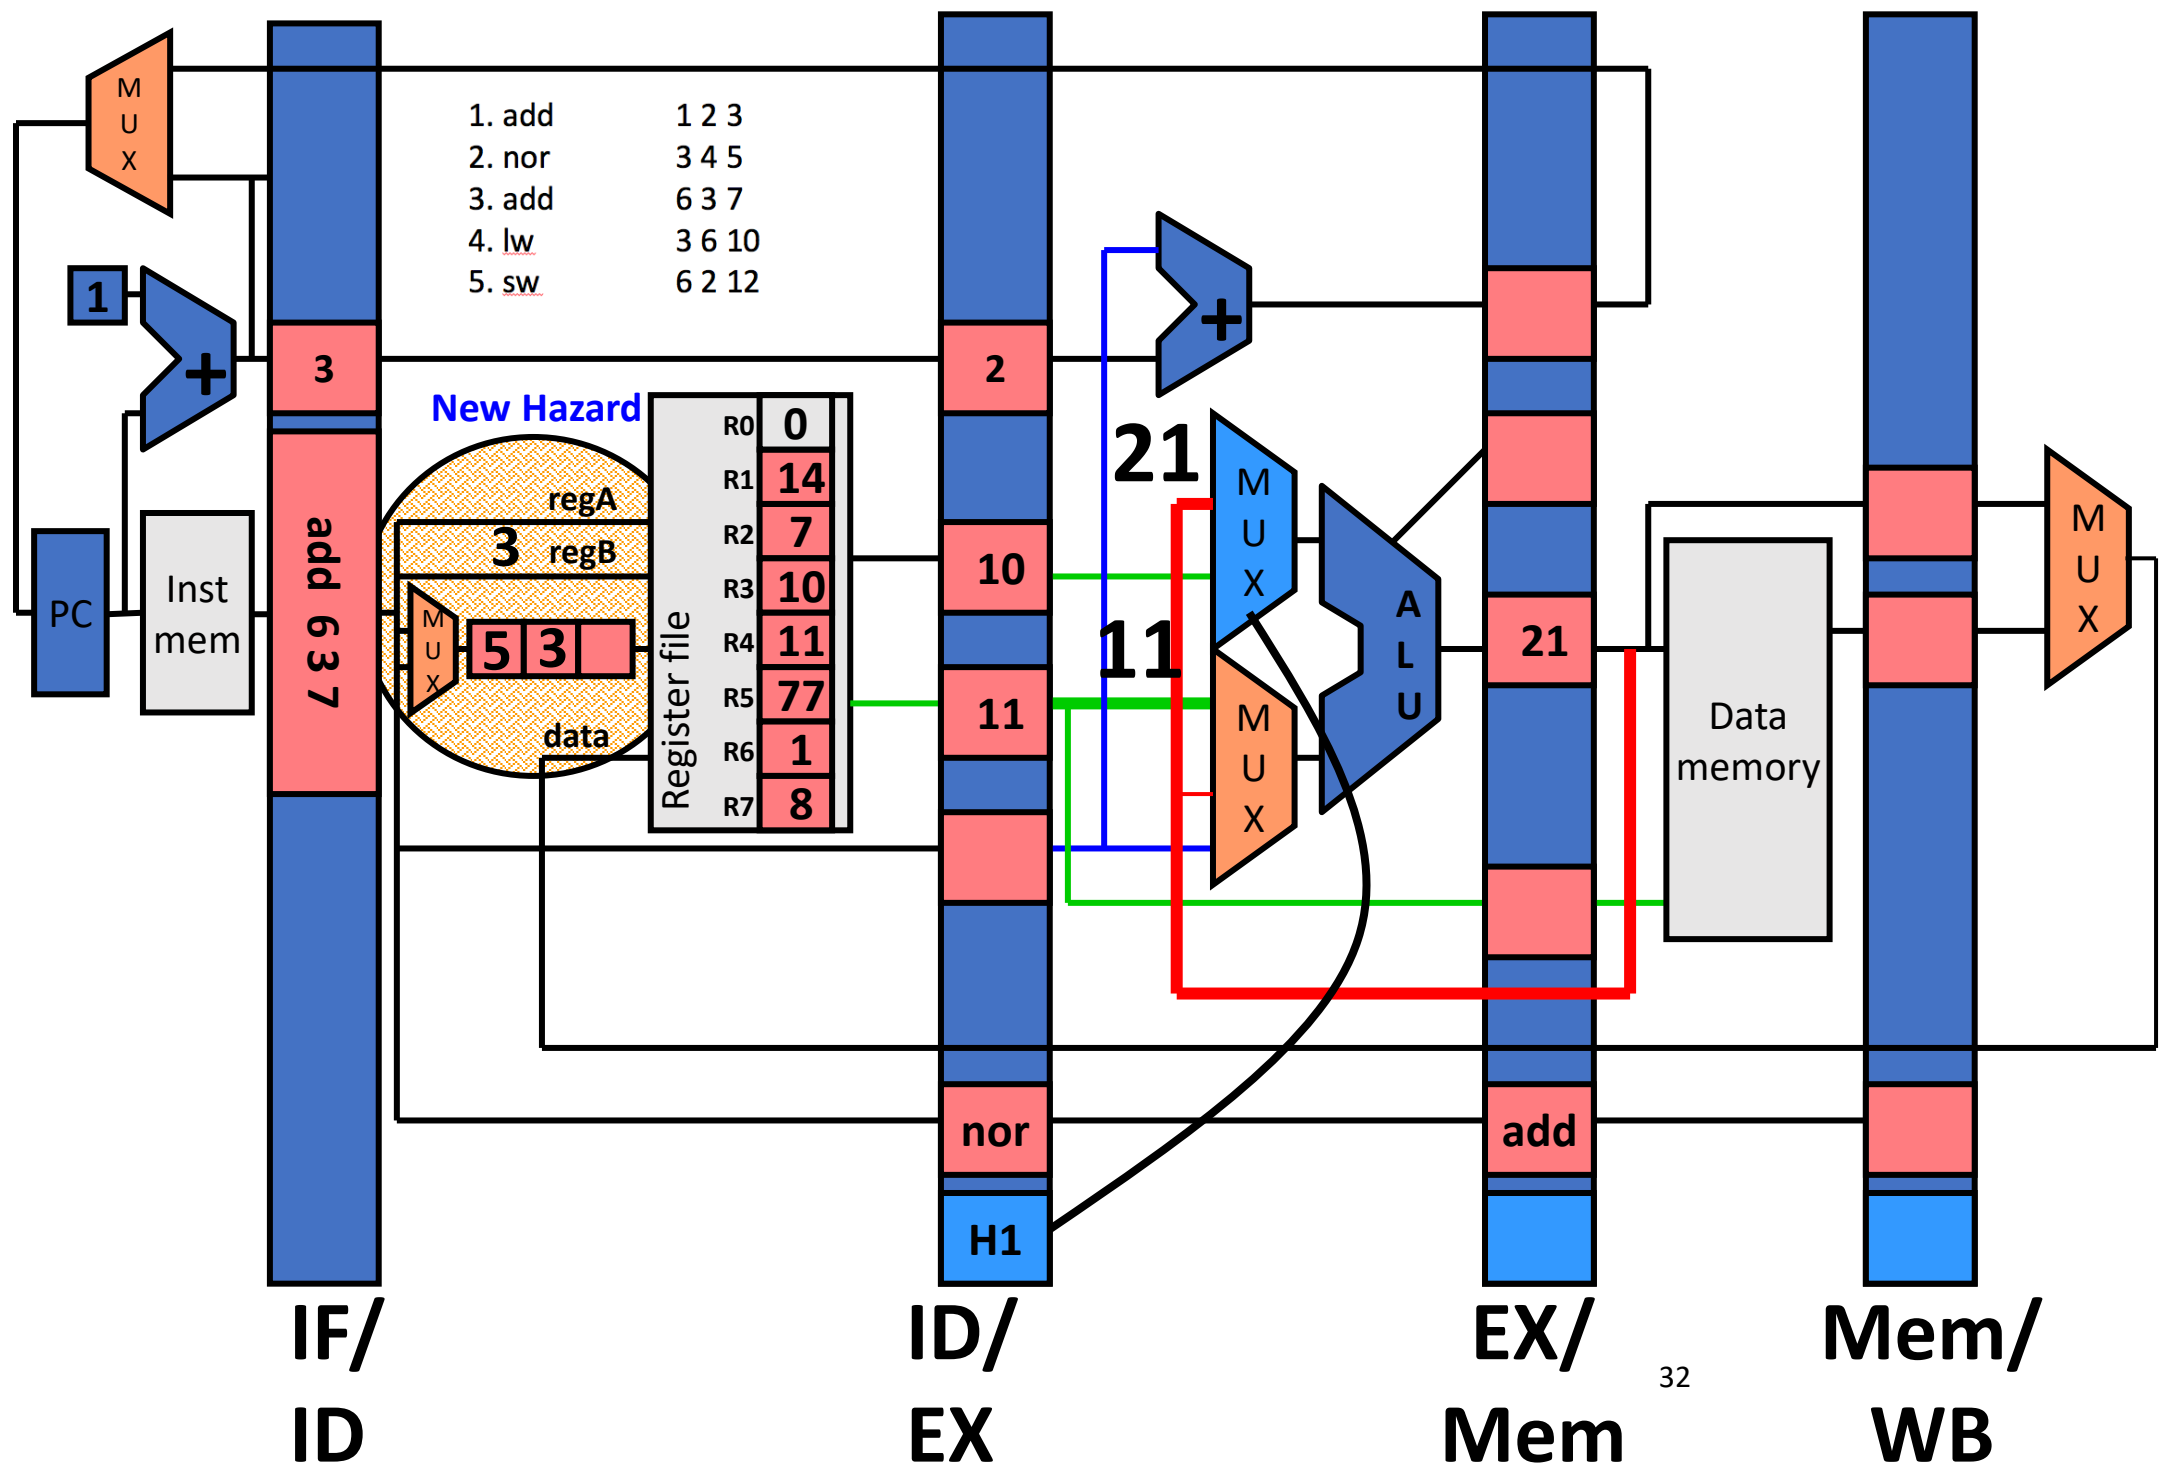 M
U
X
1. add 1 2 3
2. nor 3 4 5
3. add 6 3 7
4. lw 3 6 10
5. sw 6 2 12
1
+
+
3
2
New Hazard
R0 0
R1 14
R2 7
R3 10
R4 11
R5 77
R6 1
R7 8
Register file
regA
3 regB
M
U
X
5 3
data
add 6 3 7
PC
Inst
mem
10
11
21
11
M
U
X
M
U
X
A
L
U
21
Data
memory
M
U
X
nor
add
H1
IF/
ID
ID/
EX
EX/
Mem
Mem/
WB
32